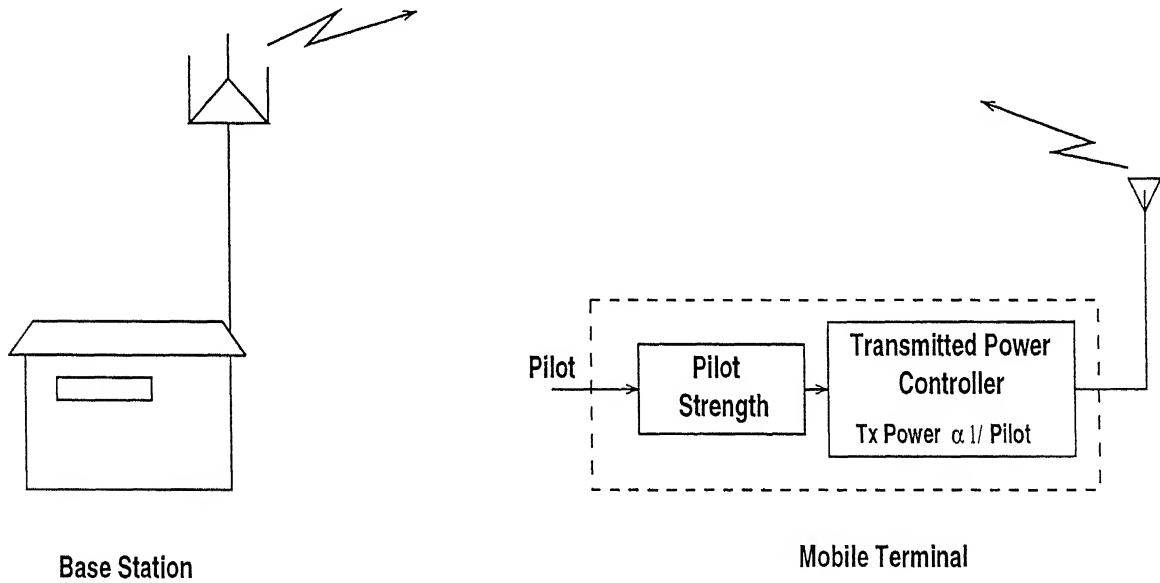 Pilot
Pilot
Strength
Transmitted Power
Controller
Tx Power α 1/ Pilot
Base Station
Mobile Terminal